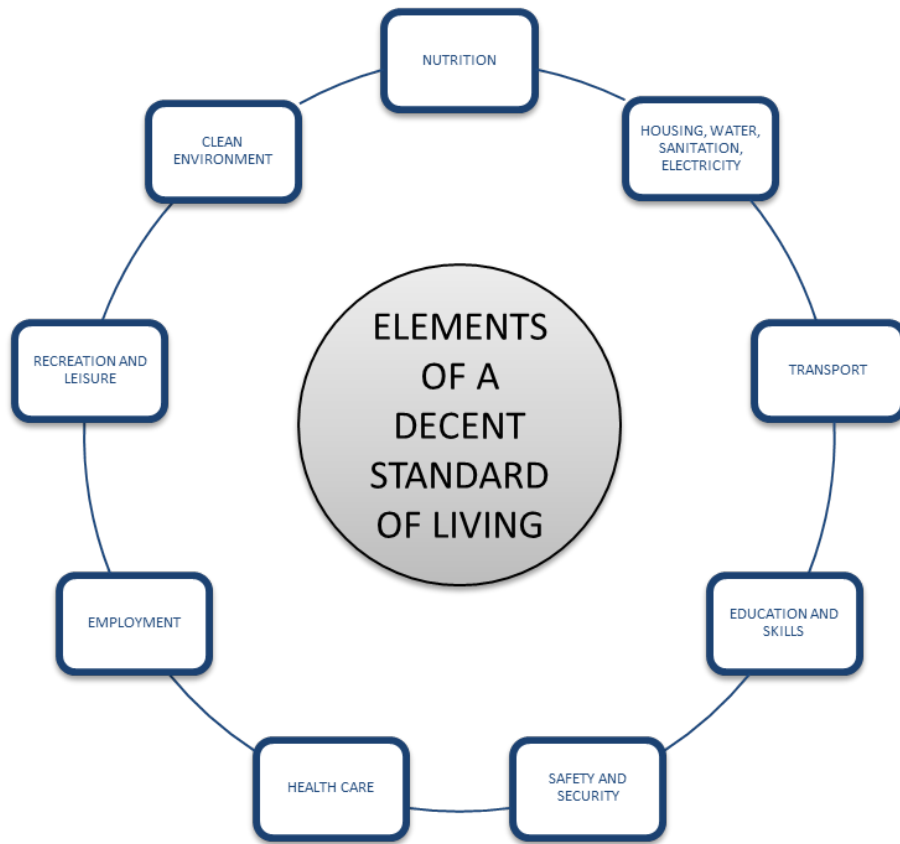 NUTRITION
HOUSING, WATER,
SANITATION,
ELECTRICITY
TRANSPORT
EDUCATION AND
SKILLS
SAFETY AND
SECURITY
HEALTH CARE
EMPLOYMENT
RECREATION AND
LEISURE
CLEAN
ENVIRONMENT
ELEMENTS
OF A
DECENT
STANDARD
OF LIVING